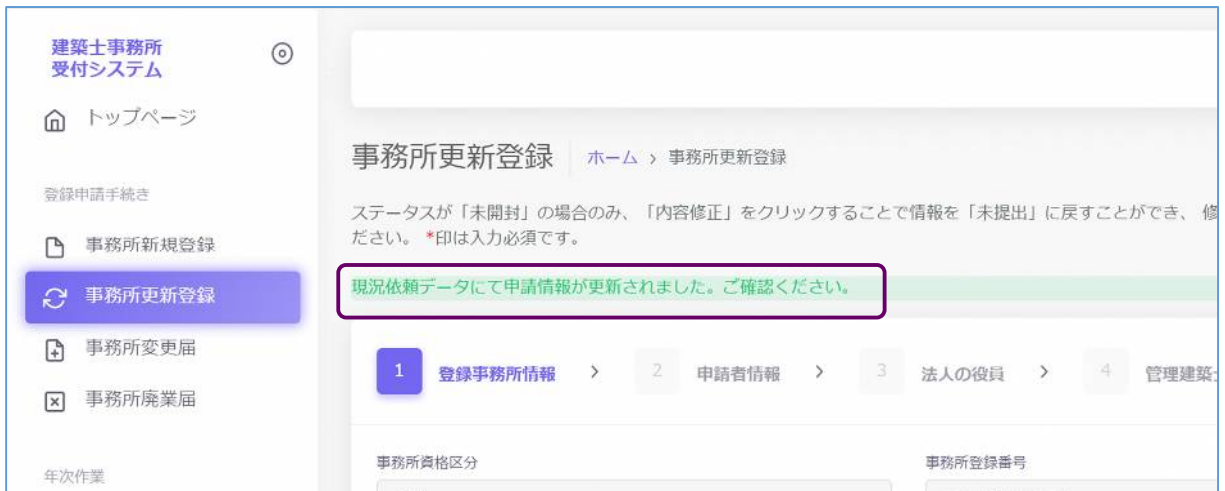 建築士事務所
受付システム
トップページ
登録申請手続き
事務所新規登録
事務所更新登録
事務所変更届
事務所廃業届
年次作業
事務所更新登録 ホーム > 事務所更新登録
ステータスが「未開封」の場合のみ、「内容修正」をクリックすることで情報を「未提出」に戻すことができ、修
ださい。 *印は入力必須です。
現況依頼データにて申請情報が更新されました。ご確認ください。
1 登録事務所情報 > 2 申請者情報 > 3 法人の役員 > 4 管理建築
事務所資格区分
事務所登録番号